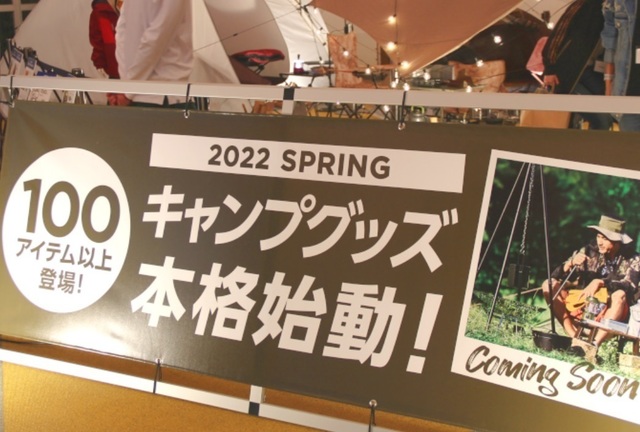 2022 SPRING
100
アイテム以上
登場!
キャンプグッズ
本格始動!
Coming Soon